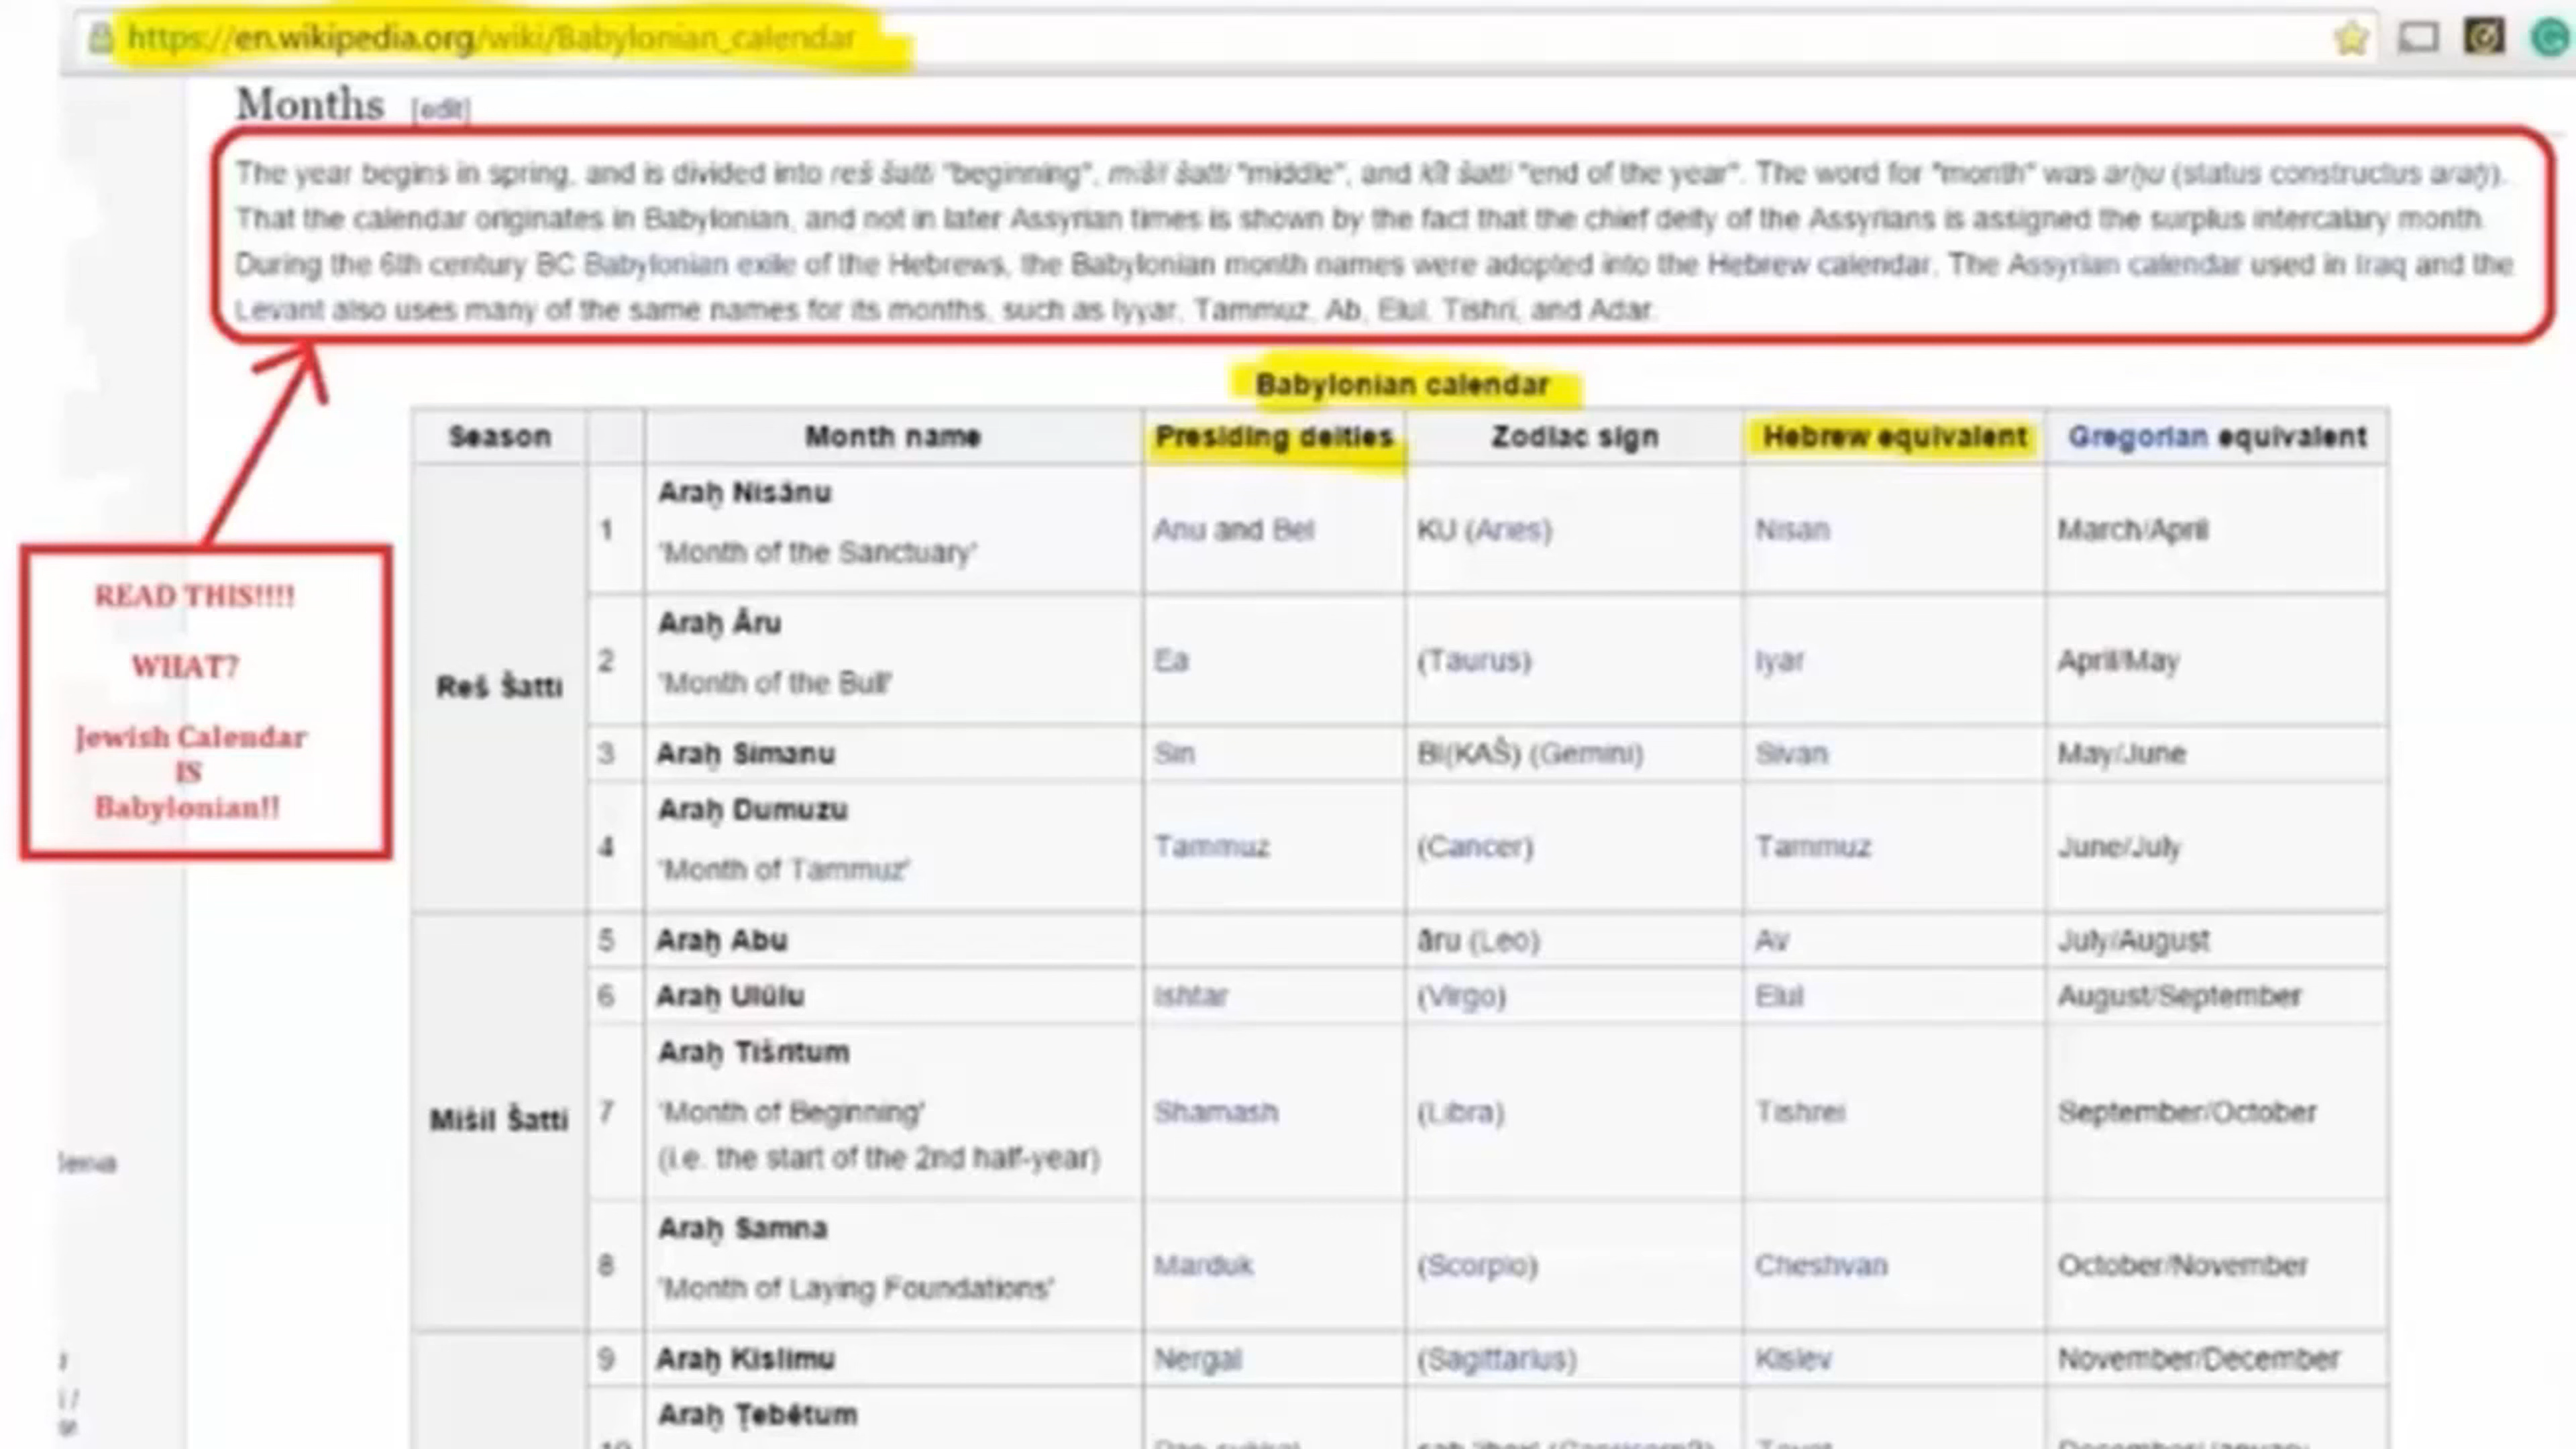 https://en.wikipedia.org/wiki/Babylonian_calendar
Months [edit]
The year begins in spring, and is divided into reš šatti "beginning", mišil šatti "middle", and kīt šatti "end of the year". The word for "month" was arḫu (status constructus araḫ).
That the calendar originates in Babylonian, and not in later Assyrian times is shown by the fact that the chief deity of the Assyrians is assigned the surplus intercalary month.
During the 6th century BC Babylonian exile of the Hebrews, the Babylonian month names were adopted into the Hebrew calendar. The Assyrian calendar used in Iraq and the
Levant also uses many of the same names for its months, such as Iyyar, Tammuz, Ab, Elul, Tishri, and Adar.
READ THIS!!!!
WHAT?
Jewish Calendar
IS
Babylonian!!
Babylonian calendar
Season Month name Presiding deities Zodiac sign Hebrew equivalent Gregorian equivalent
Reš Šatti
1 Araḫ Nisānu
'Month of the Sanctuary' Anu and Bel KU (Aries) Nisan March/April
2 Araḫ Āru
'Month of the Bull' Ea (Taurus) Iyar April/May
3 Araḫ Simanu Sin BI(KAŠ) (Gemini) Sivan May/June
4 Araḫ Dumuzu
'Month of Tammuz' Tammuz (Cancer) Tammuz June/July
Mišil Šatti
5 Araḫ Abu āru (Leo) Av July/August
6 Araḫ Ulūlu Ishtar (Virgo) Elul August/September
7 Araḫ Tišritum
'Month of Beginning'
(i.e. the start of the 2nd half-year) Shamash (Libra) Tishrei September/October
8 Araḫ Samna
'Month of Laying Foundations' Marduk (Scorpio) Cheshvan October/November
9 Araḫ Kislimu Nergal (Sagittarius) Kislev November/December
Araḫ Ṭebētum